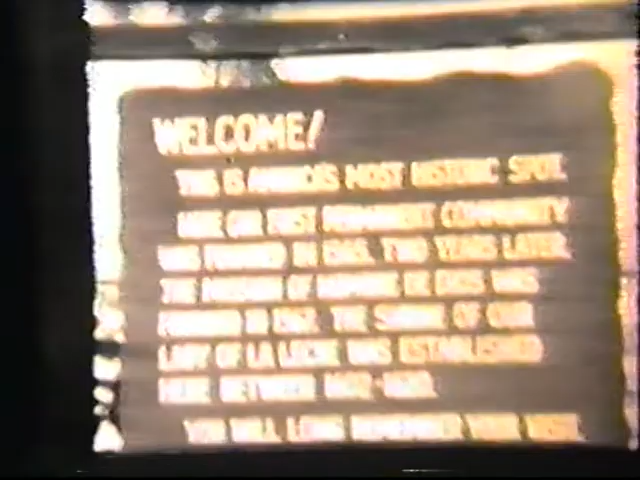 WELCOME!
THIS IS AMERICA'S MOST HISTORIC SPOT.
HERE OUR FIRST PERMANENT COMMUNITY
WAS FOUNDED IN TWO YEARS LATER,
THE MISSION OF NOMBRE DE DIOS WAS
FOUNDED IN THE SHRINE OF OUR
LADY OF LA LECHE WAS ESTABLISHED
HERE BETWEEN
YOU WILL LONG REMEMBER YOUR VISIT.